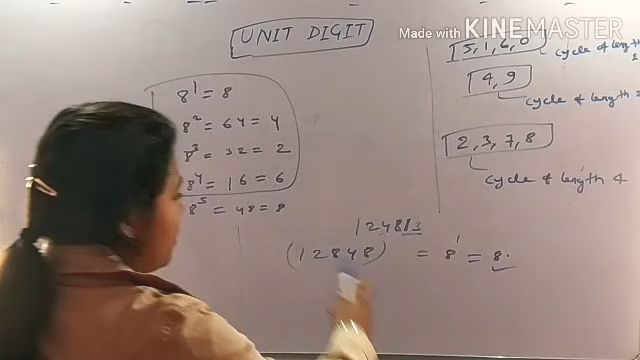 UNIT DIGIT
Made with KINEMASTER
5, 1, 6, 0
cycle of length
4, 9
cycle of length 2
2, 3, 7, 8
cycle of length 4
8¹ = 8
8² = 64 = 4
8³ = 32 = 2
8⁴ = 16 = 6
8⁵ = 48 = 8
(12848)¹²⁴⁸¹³ = 8¹ = 8.